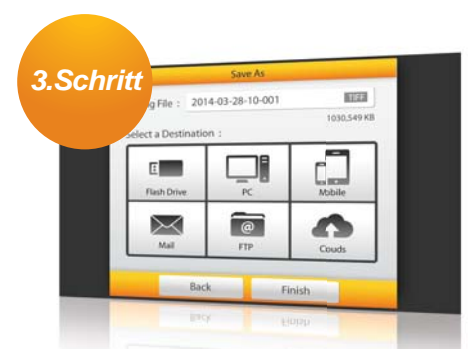 3.Schritt
Save As
g File : 2014-03-28-10-001 TIFF
1030,549 KB
Select a Destination :
Flash Drive PC Mobile
Mail FTP Couds
@
Back Finish